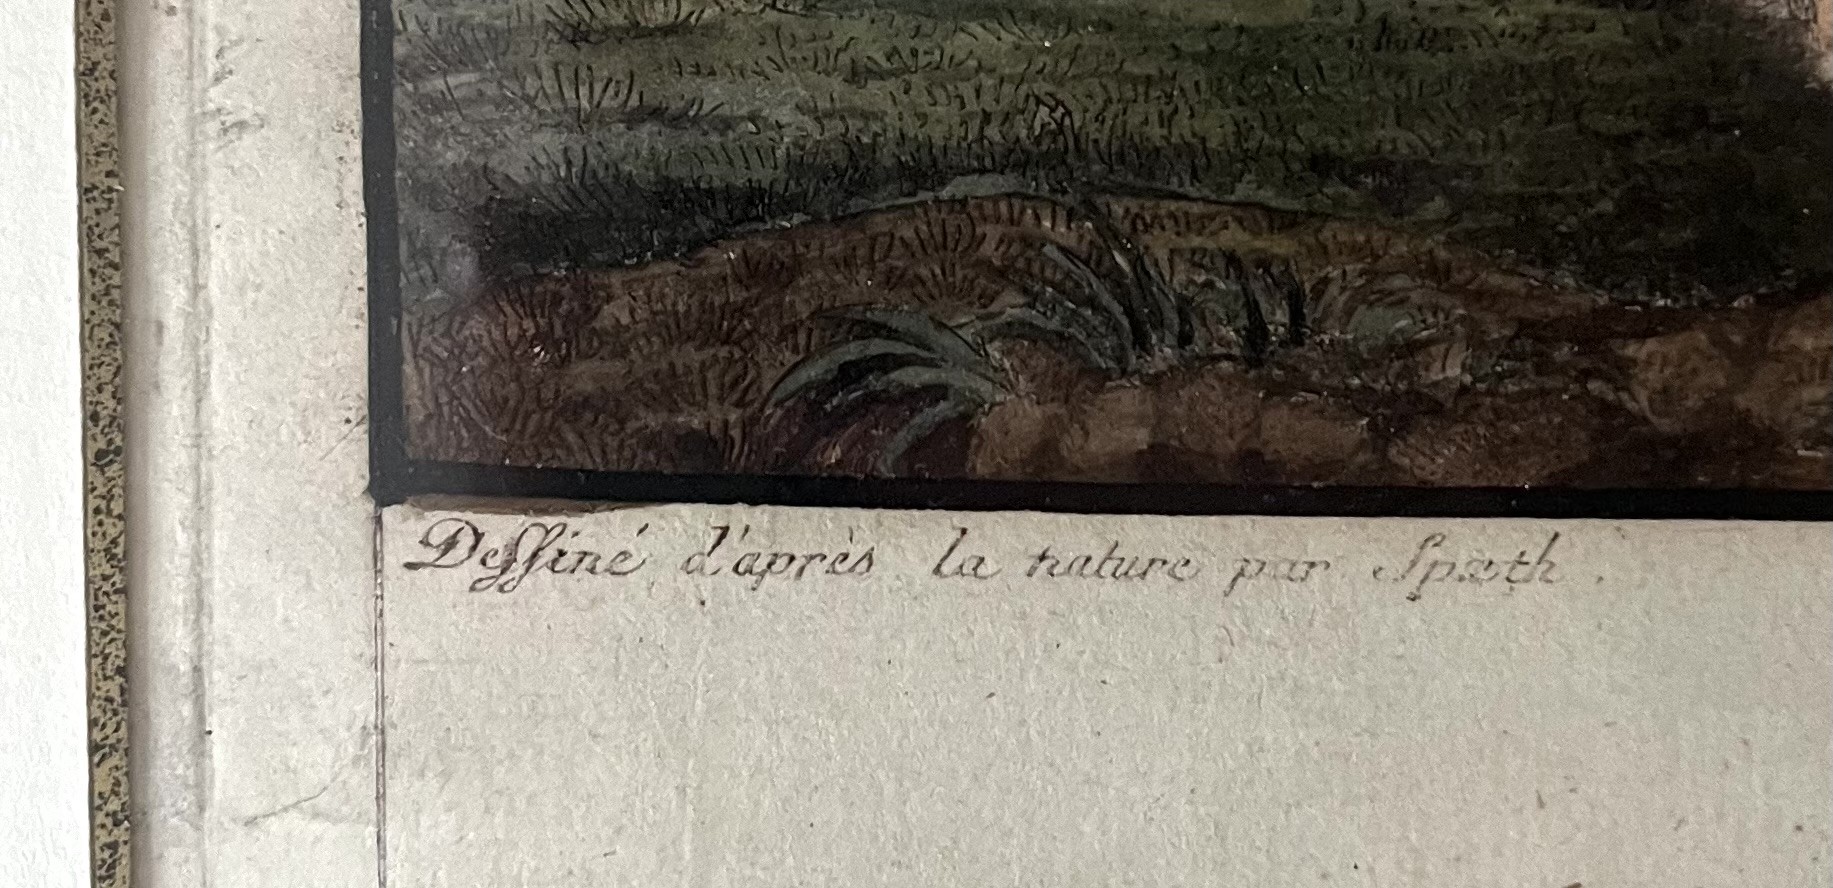 Deſſiné d'après la nature par Spæth.